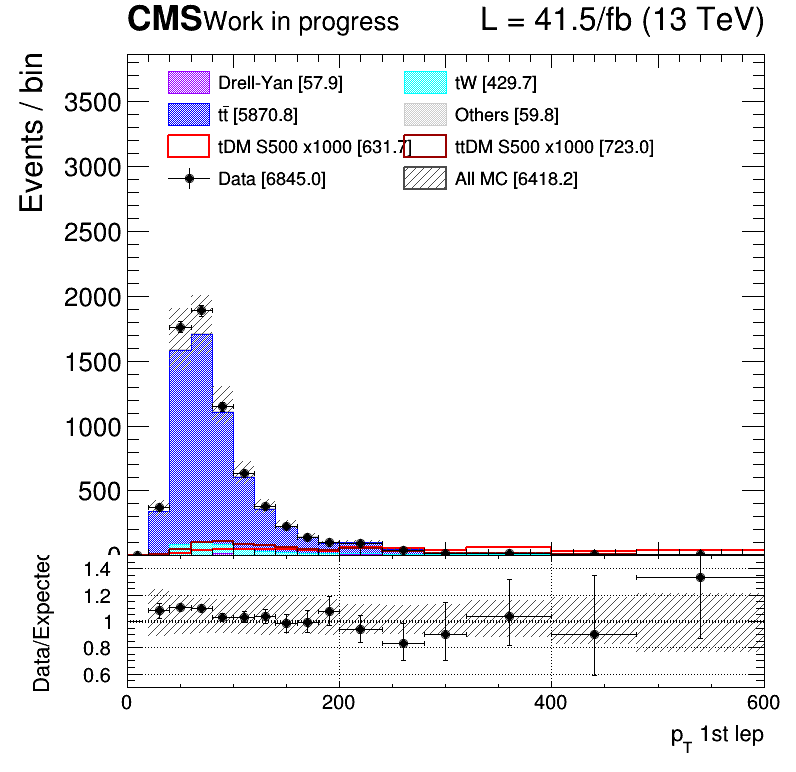 CMS Work in progress L = 41.5/fb (13 TeV)
Events / bin
Drell-Yan [57.9] tW [429.7]
tt̄ [5870.8] Others [59.8]
tDM S500 x1000 [631.7] ttDM S500 x1000 [723.0]
Data [6845.0] All MC [6418.2]
3500
3000
2500
2000
1500
1000
500
0
Data/Expected
1.4
1.2
1
0.8
0.6
0 200 400 600
p_T 1st lep